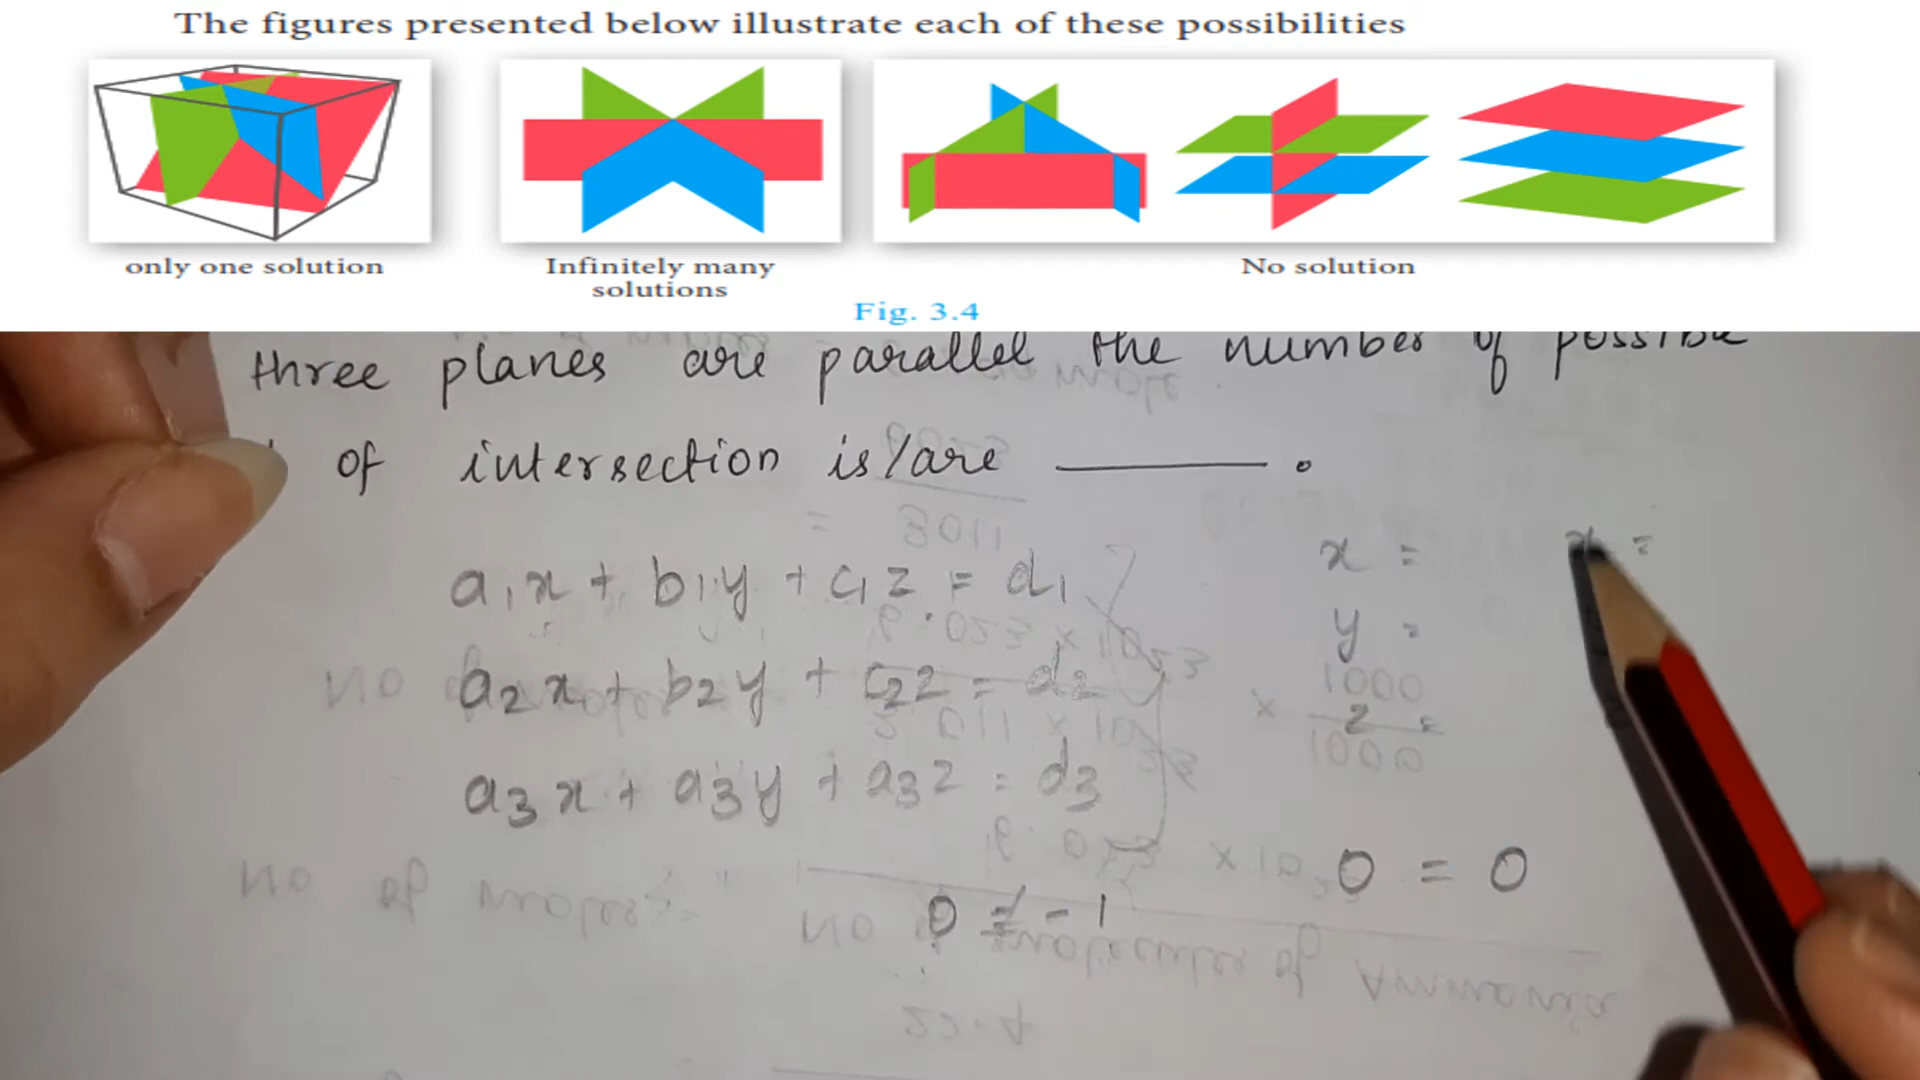 The figures presented below illustrate each of these possibilities
only one solution
Infinitely many
solutions
No solution
Fig. 3.4
three planes are parallel the number of possible
of intersection is/are ________ .
a₁x + b₁y + c₁z = d₁
a₂x + b₂y + c₂z = d₂
a₃x + a₃y + a₃z = d₃
0 ≠ -1
x =
y =
z =
0 = 0
x =